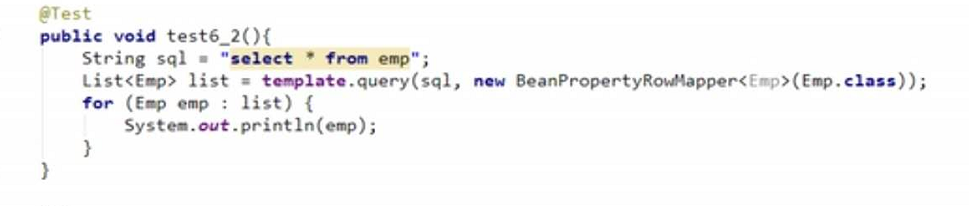 @Test
public void test6_2(){
    String sql = "select * from emp";
    List<Emp> list = template.query(sql, new BeanPropertyRowMapper<Emp>(Emp.class));
    for (Emp emp : list) {
        System.out.println(emp);
    }
}